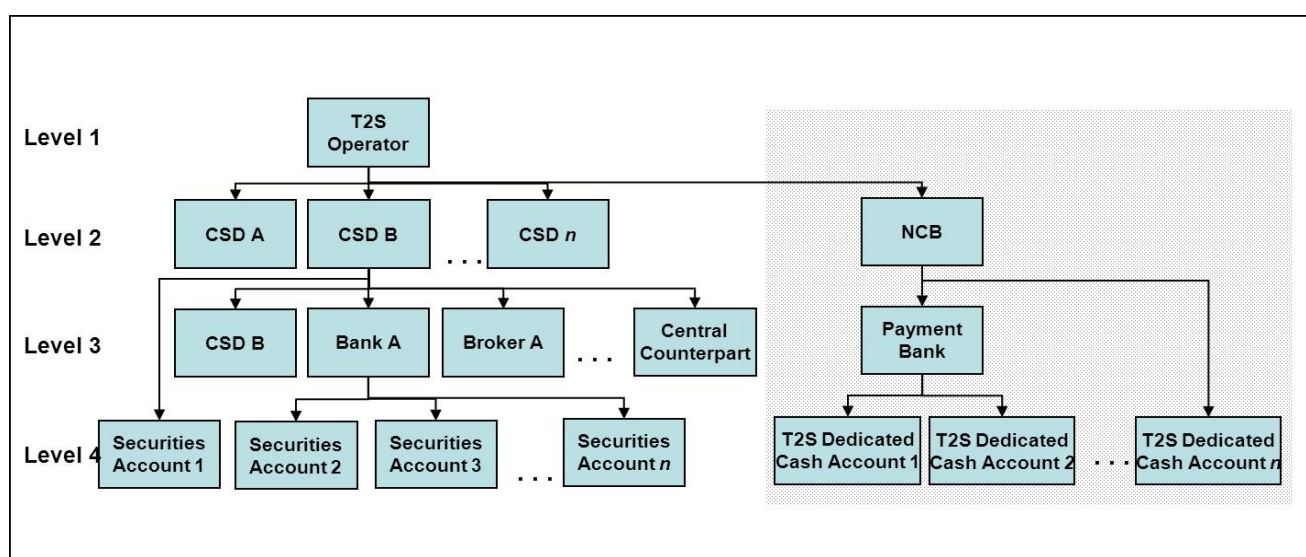 Level 1
T2S
Operator
Level 2
CSD A
CSD B
. . .
CSD n
NCB
Level 3
CSD B
Bank A
Broker A
. . .
Central
Counterpart
Payment
Bank
Level 4
Securities
Account 1
Securities
Account 2
Securities
Account 3
. . .
Securities
Account n
T2S Dedicated
Cash Account 1
T2S Dedicated
Cash Account 2
. . .
T2S Dedicated
Cash Account n